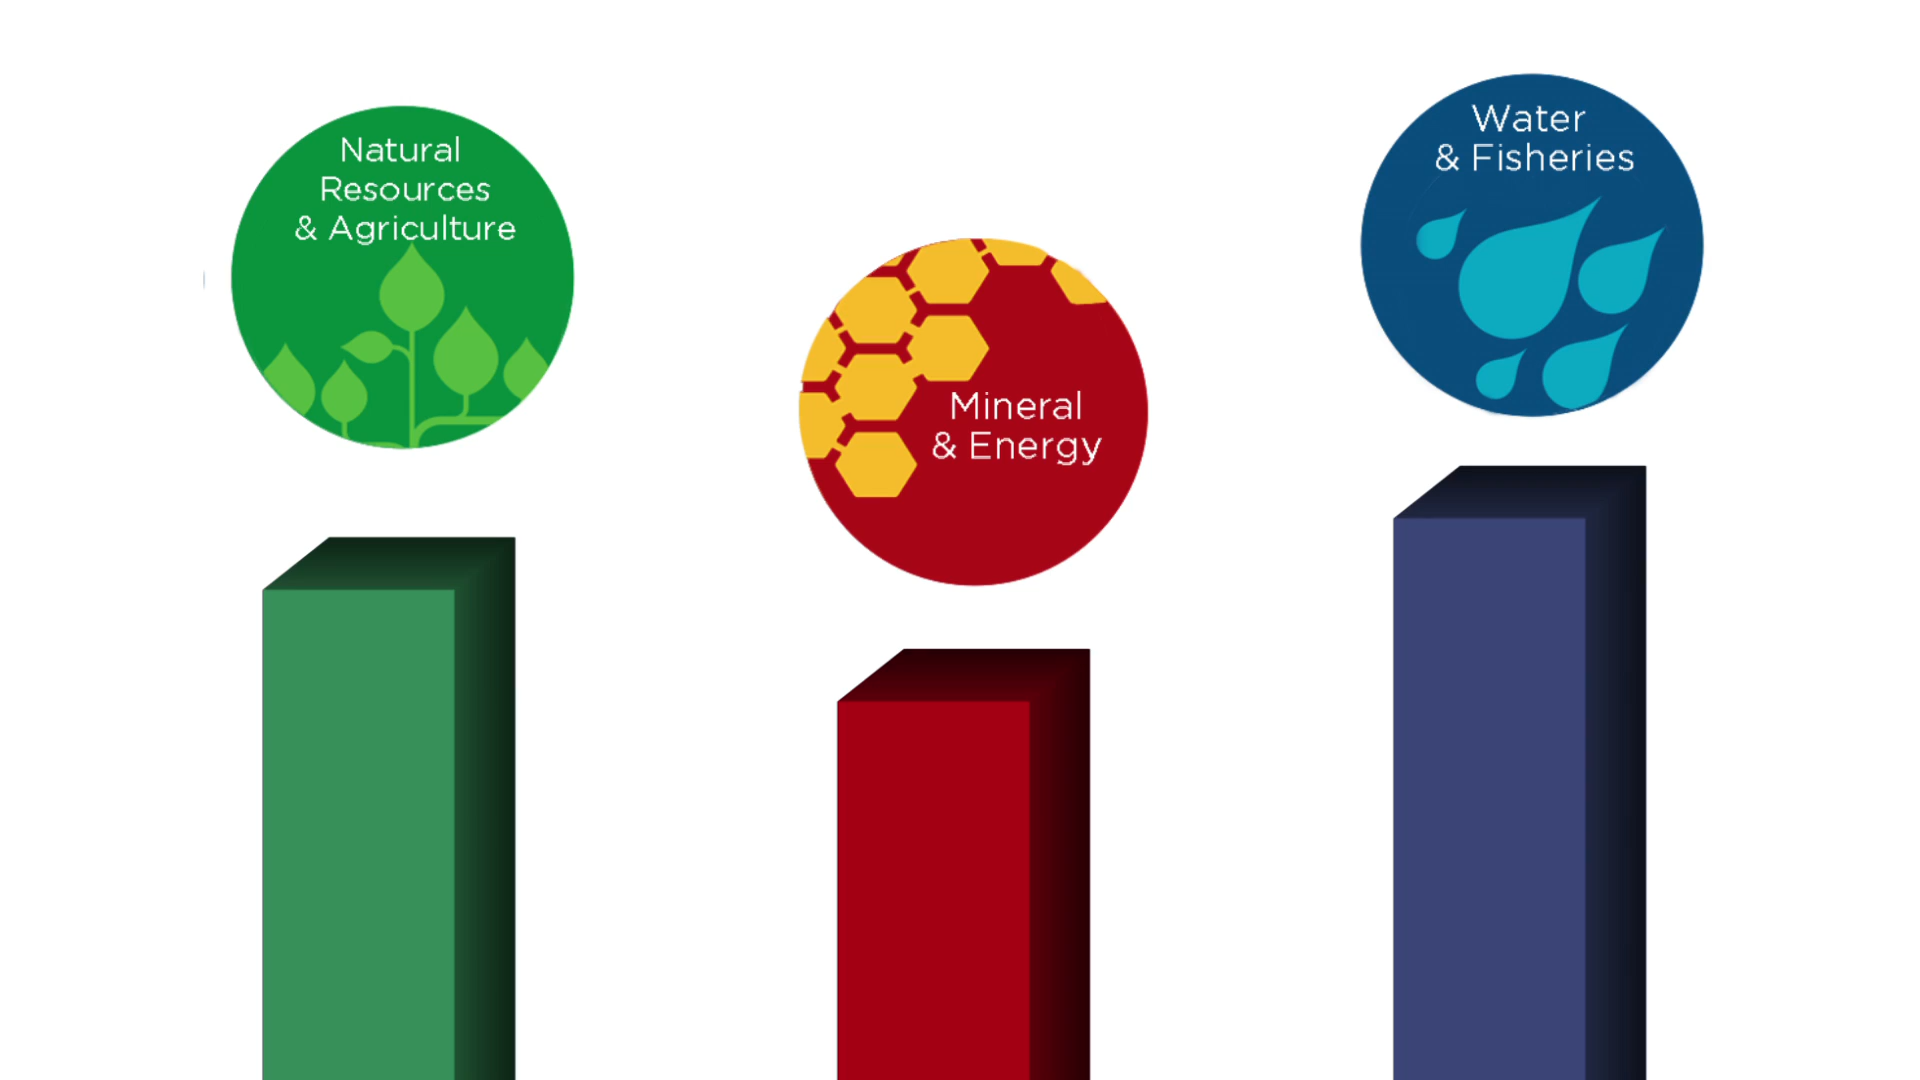 Natural
Resources
& Agriculture
Mineral
& Energy
Water
& Fisheries